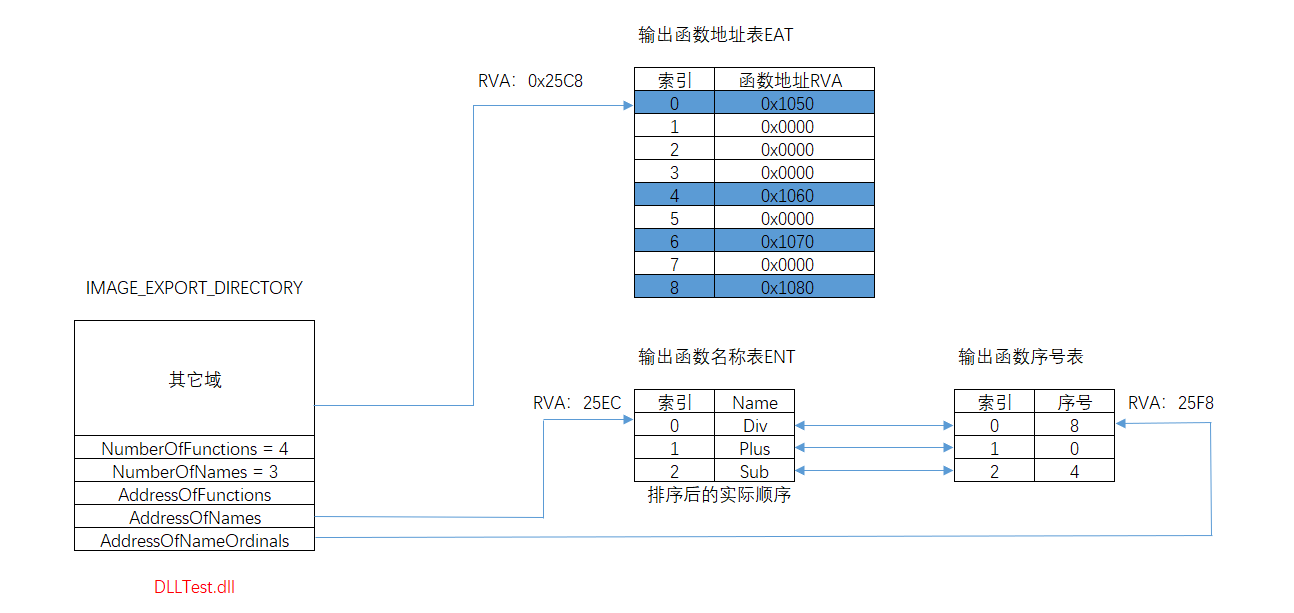 输出函数地址表EAT
RVA: 0x25C8
索引 函数地址RVA
0 0x1050
1 0x0000
2 0x0000
3 0x0000
4 0x1060
5 0x0000
6 0x1070
7 0x0000
8 0x1080
IMAGE_EXPORT_DIRECTORY
其它域
NumberOfFunctions = 4
NumberOfNames = 3
AddressOfFunctions
AddressOfNames
AddressOfNameOrdinals
DLLTest.dll
输出函数名称表ENT
RVA: 25EC
索引 Name
0 Div
1 Plus
2 Sub
排序后的实际顺序
输出函数序号表
索引 序号
0 8
1 0
2 4
RVA: 25F8